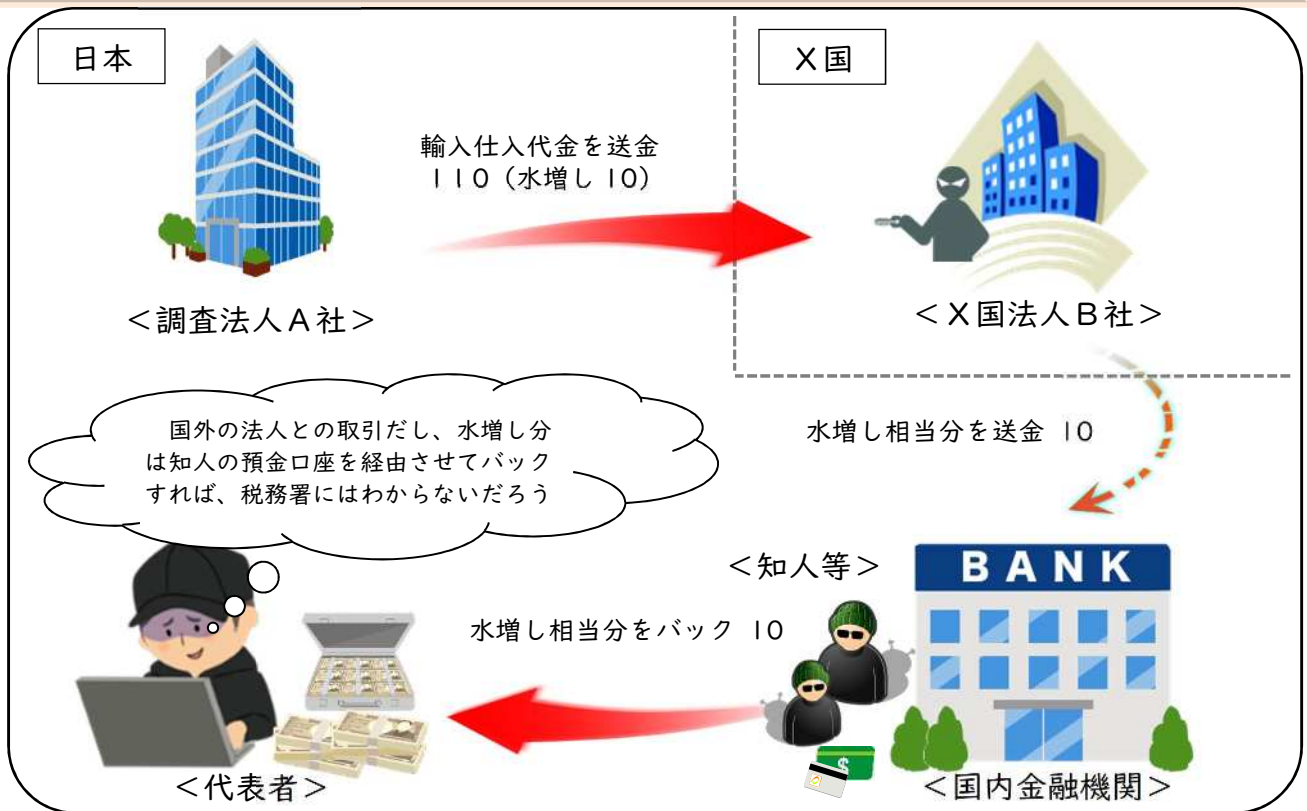 日本
X国
輸入仕入代金を送金
110（水増し10）
＜調査法人A社＞
＜X国法人B社＞
国外の法人との取引だし、水増し分
は知人の預金口座を経由させてバック
すれば、税務署にはわからないだろう
水増し相当分を送金 10
＜知人等＞
BANK
水増し相当分をバック 10
$
＜代表者＞
＜国内金融機関＞